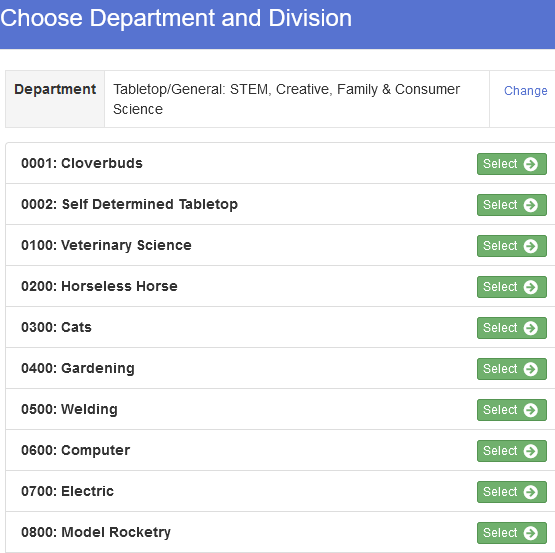 Choose Department and Division
Department
Tabletop/General: STEM, Creative, Family & Consumer
Science
Change
0001: Cloverbuds Select
0002: Self Determined Tabletop Select
0100: Veterinary Science Select
0200: Horseless Horse Select
0300: Cats Select
0400: Gardening Select
0500: Welding Select
0600: Computer Select
0700: Electric Select
0800: Model Rocketry Select